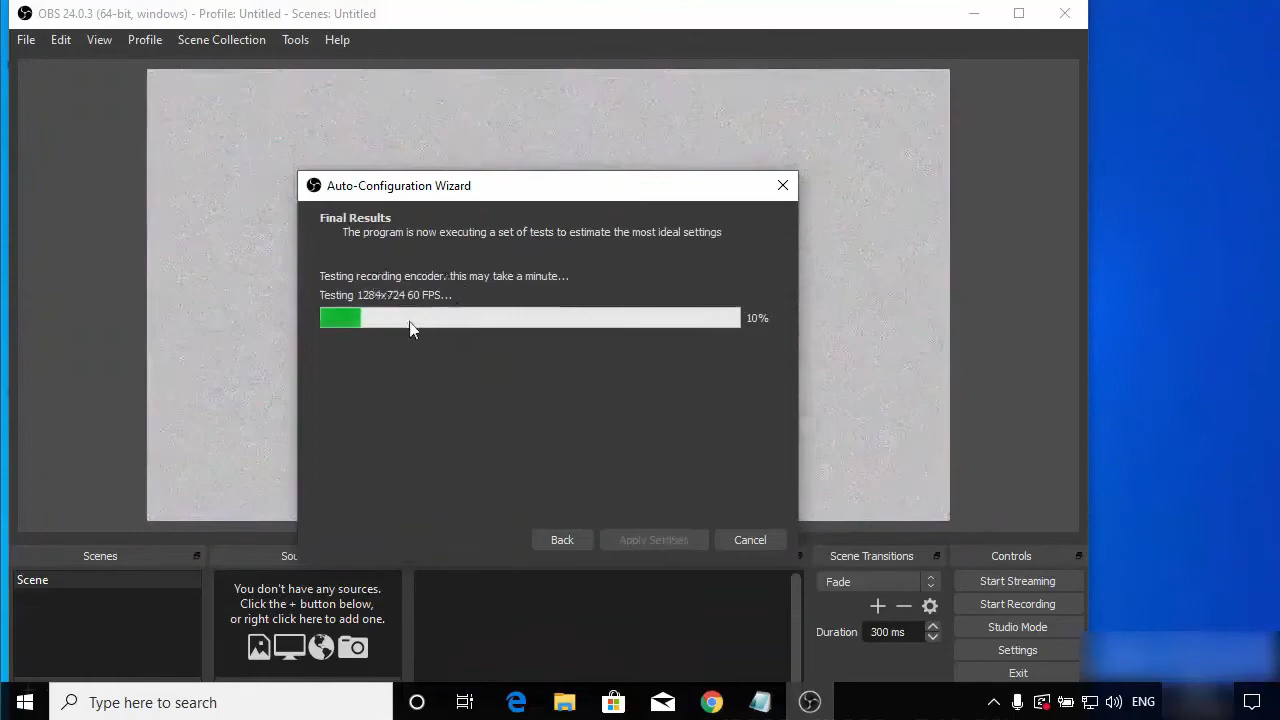 OBS 24.0.3 (64-bit, windows) - Profile: Untitled - Scenes: Untitled
File Edit View Profile Scene Collection Tools Help
Auto-Configuration Wizard
Final Results
The program is now executing a set of tests to estimate the most ideal settings
Testing recording encoder, this may take a minute...
Testing 1284x724 60 FPS...
10%
Back Apply Settings Cancel
Scenes Sou Scene Transitions Controls
Scene
You don't have any sources.
Click the + button below,
or right click here to add one.
Fade
Duration 300 ms
Start Streaming
Start Recording
Studio Mode
Settings
Exit
Type here to search
ENG